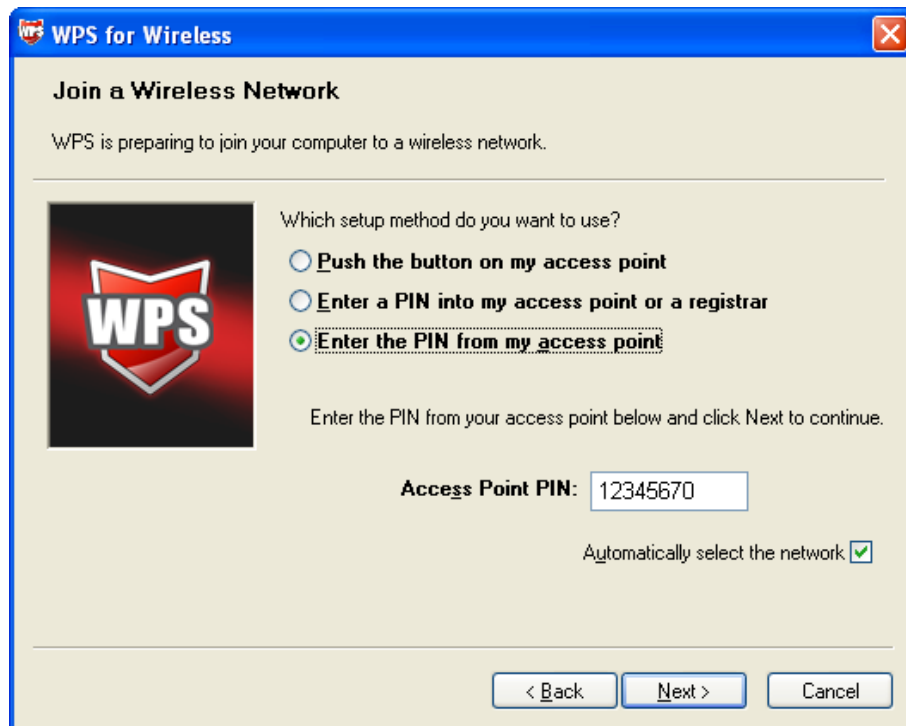 WPS for Wireless
Join a Wireless Network
WPS is preparing to join your computer to a wireless network.
WPS
Which setup method do you want to use?
Push the button on my access point
Enter a PIN into my access point or a registrar
Enter the PIN from my access point
Enter the PIN from your access point below and click Next to continue.
Access Point PIN: 12345670
Automatically select the network
< Back Next > Cancel